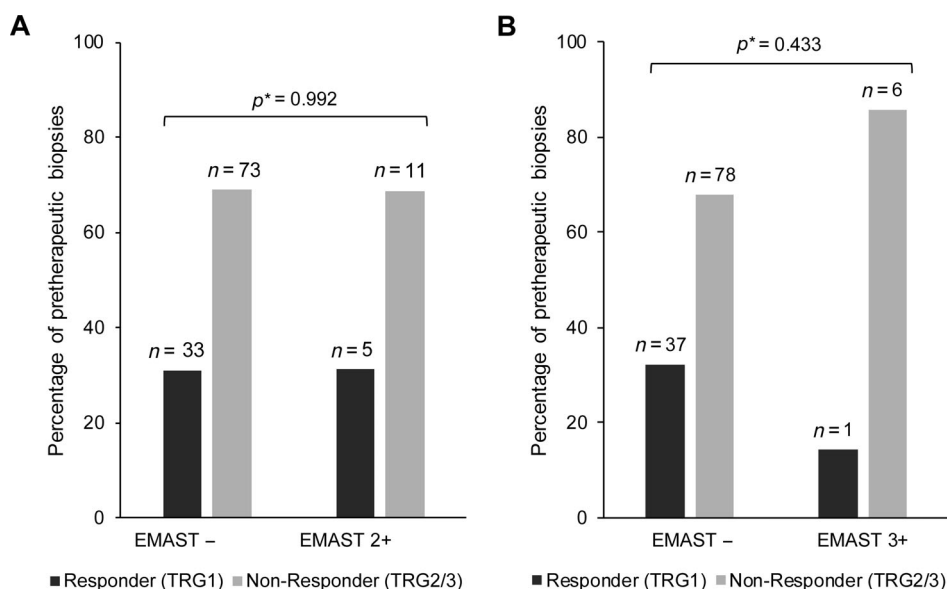 A
Percentage of pretherapeutic biopsies
100
80
60
40
20
0
p* = 0.992
n = 73
n = 11
n = 33
n = 5
EMAST –
EMAST 2+
Responder (TRG1)
Non-Responder (TRG2/3)
B
Percentage of pretherapeutic biopsies
100
80
60
40
20
0
p* = 0.433
n = 6
n = 78
n = 37
n = 1
EMAST –
EMAST 3+
Responder (TRG1)
Non-Responder (TRG2/3)